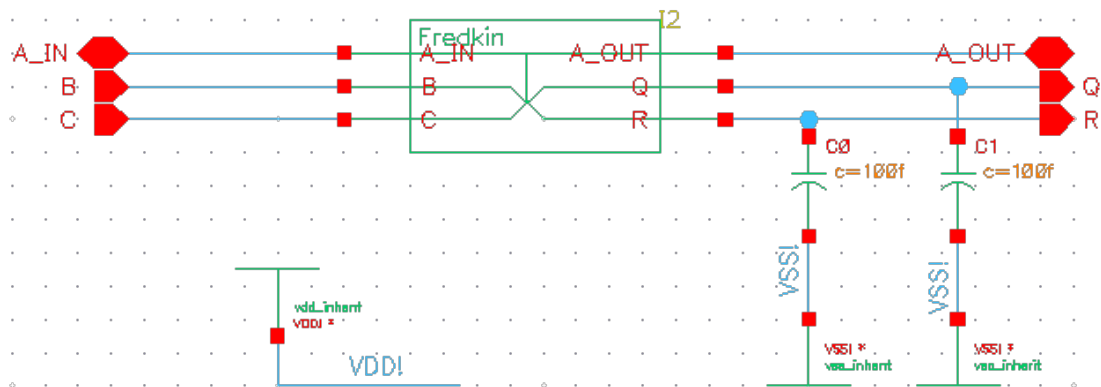 I2
Fredkin
A_IN A_IN A_OUT A_OUT
B B Q Q
C C R R
C0 C1
c=100f c=100f
VSS! VSS!
vdd_inherit
VDD! *
VDD!
VSS! * VSS! *
vss_inherit vss_inherit